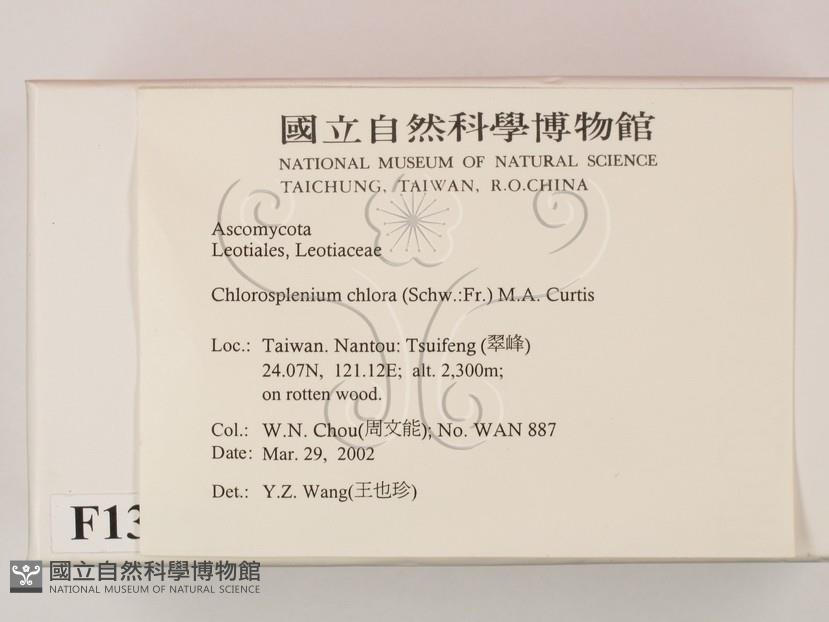 國立自然科學博物館
NATIONAL MUSEUM OF NATURAL SCIENCE
TAICHUNG, TAIWAN, R.O.CHINA
Ascomycota
Leotiales, Leotiaceae
Chlorosplenium chlora (Schw.:Fr.) M.A. Curtis
Loc.: Taiwan. Nantou: Tsuifeng (翠峰)
24.07N, 121.12E; alt. 2,300m;
on rotten wood.
Col.: W.N. Chou(周文能); No. WAN 887
Date: Mar. 29, 2002
Det.: Y.Z. Wang(王也珍)
F13
國立自然科學博物館
NATIONAL MUSEUM OF NATURAL SCIENCE